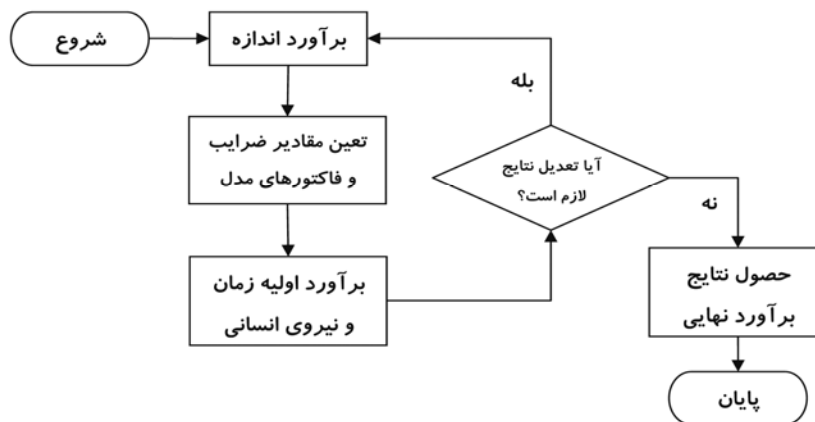 شروع
برآورد اندازه
تعین مقادیر ضرایب
و فاکتورهای مدل
برآورد اولیه زمان
و نیروی انسانی
آیا تعدیل نتایج
لازم است؟
بله
نه
حصول نتایج
برآورد نهایی
پایان